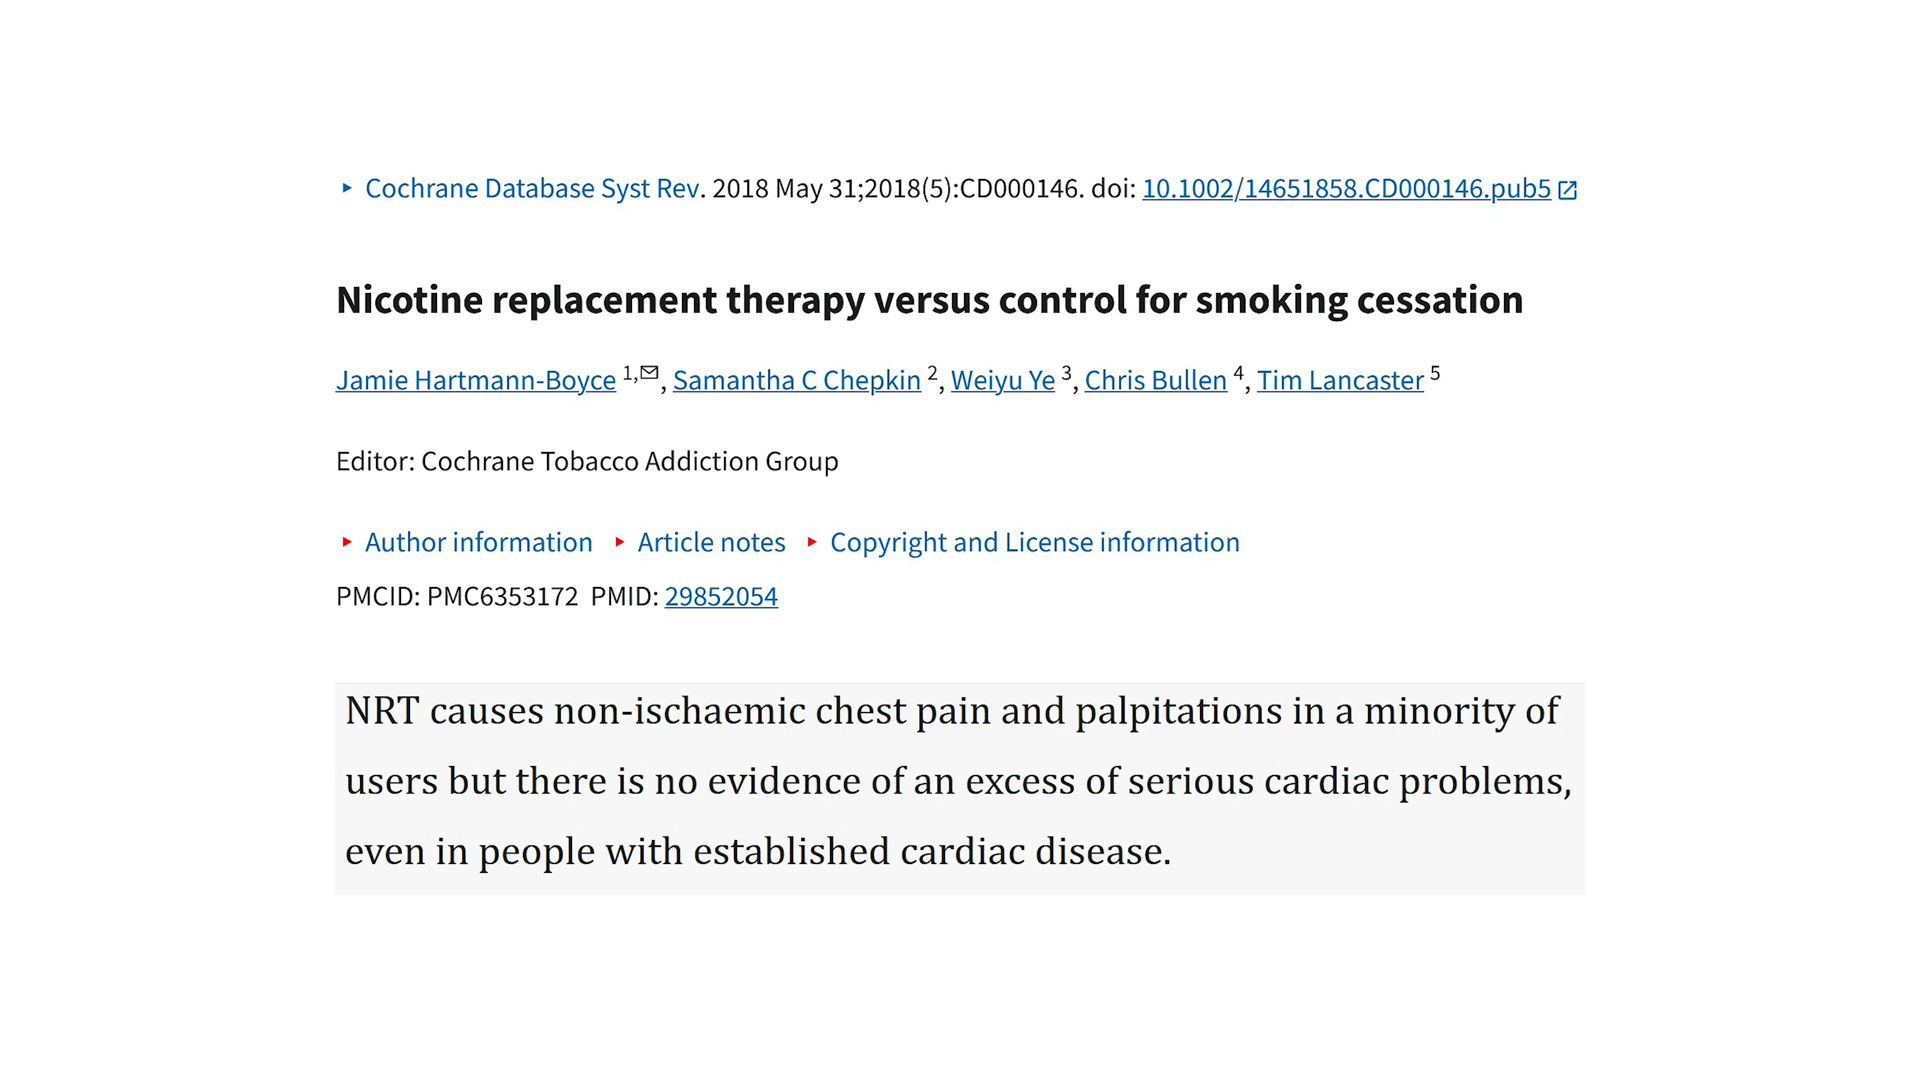 ▸ Cochrane Database Syst Rev. 2018 May 31;2018(5):CD000146. doi: 10.1002/14651858.CD000146.pub5
Nicotine replacement therapy versus control for smoking cessation
Jamie Hartmann-Boyce 1,✉, Samantha C Chepkin 2, Weiyu Ye 3, Chris Bullen 4, Tim Lancaster 5
Editor: Cochrane Tobacco Addiction Group
▸ Author information ▸ Article notes ▸ Copyright and License information
PMCID: PMC6353172 PMID: 29852054
NRT causes non-ischaemic chest pain and palpitations in a minority of
users but there is no evidence of an excess of serious cardiac problems,
even in people with established cardiac disease.